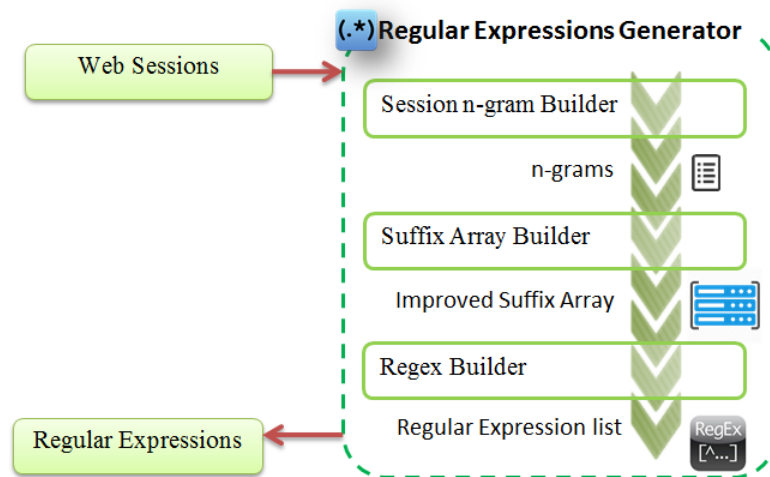 (.*) Regular Expressions Generator
Web Sessions
Session n-gram Builder
n-grams
Suffix Array Builder
Improved Suffix Array
Regex Builder
Regular Expression list
Regular Expressions
RegEx
[^...]